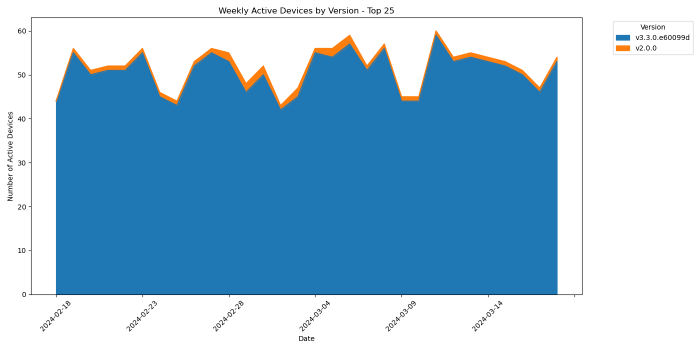 Weekly Active Devices by Version - Top 25
Number of Active Devices
60
50
40
30
20
10
0
2024-02-18
2024-02-23
2024-02-28
2024-03-04
2024-03-09
2024-03-14
Date
Version
v3.3.0.e60099d
v2.0.0